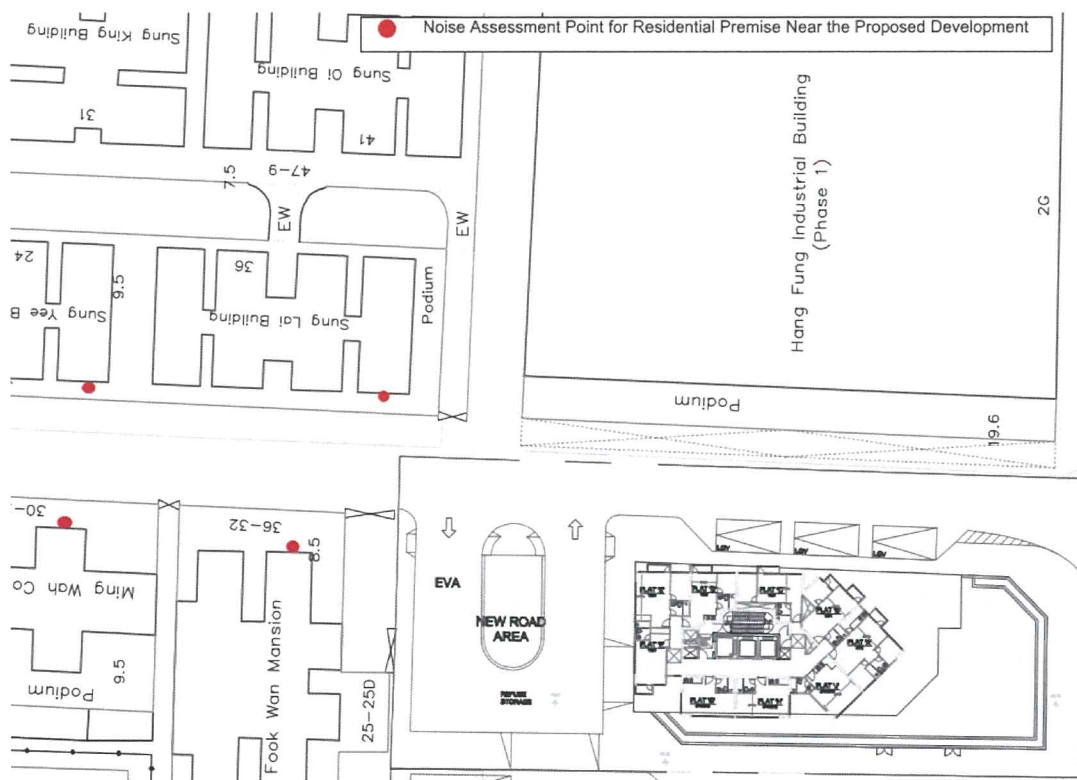 Noise Assessment Point for Residential Premise Near the Proposed Development
Sung King Building
Sung Oi Building
31
41
47-9
7.5
EW
EW
Hang Fung Industrial Building
(Phase 1)
2G
24
9.5
36
Sung Yee B
Sung Lai Building
Podium
Podium
19.6
30-
36-32
8.5
Ming Wah Co
EVA
NEW ROAD
AREA
REFUSE
STORAGE
LGV
LGV
LGV
9.5
Podium
Fook Wan Mansion
25-25D